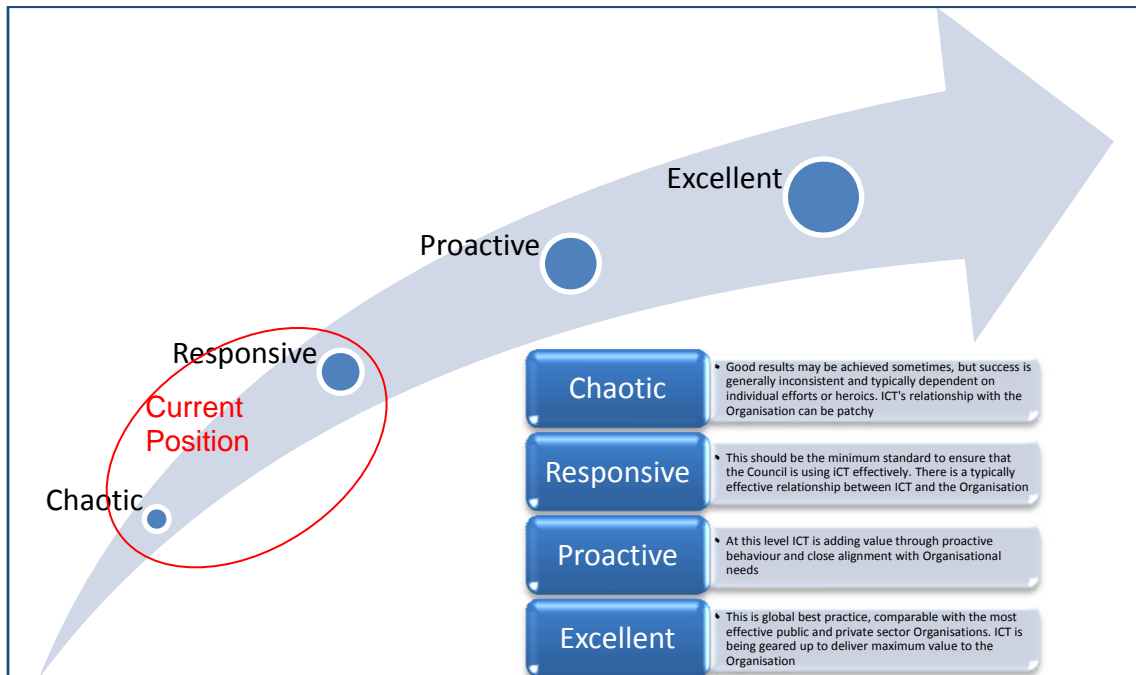 Excellent
Proactive
Responsive
Current
Position
Chaotic
Chaotic
• Good results may be achieved sometimes, but success is
generally inconsistent and typically dependent on
individual efforts or heroics. ICT's relationship with the
Organisation can be patchy
Responsive
• This should be the minimum standard to ensure that
the Council is using iCT effectively. There is a typically
effective relationship between ICT and the Organisation
Proactive
• At this level ICT is adding value through proactive
behaviour and close alignment with Organisational
needs
Excellent
• This is global best practice, comparable with the most
effective public and private sector Organisations. ICT is
being geared up to deliver maximum value to the
Organisation